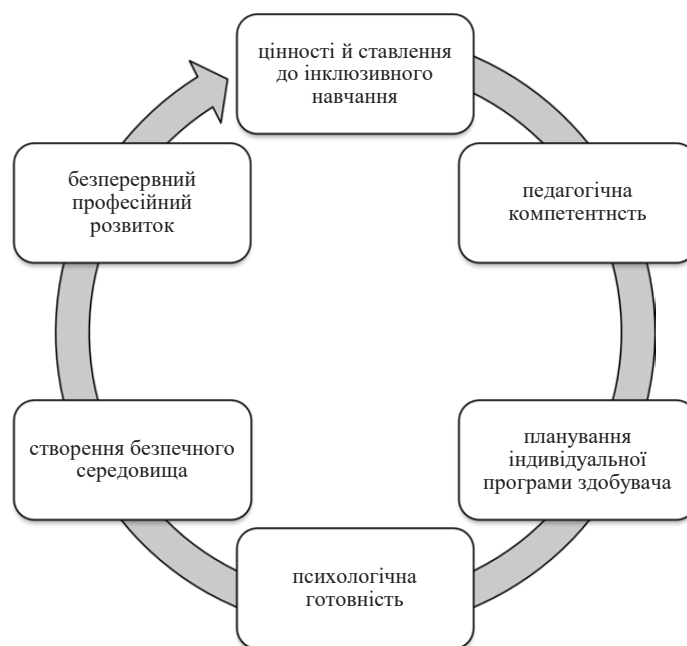 цінності й ставлення
до інклюзивного
навчання
педагогічна
компетентнсть
планування
індивідуальної
програми здобувача
психологічна
готовність
створення безпечного
середовища
безперервний
професійний
розвиток